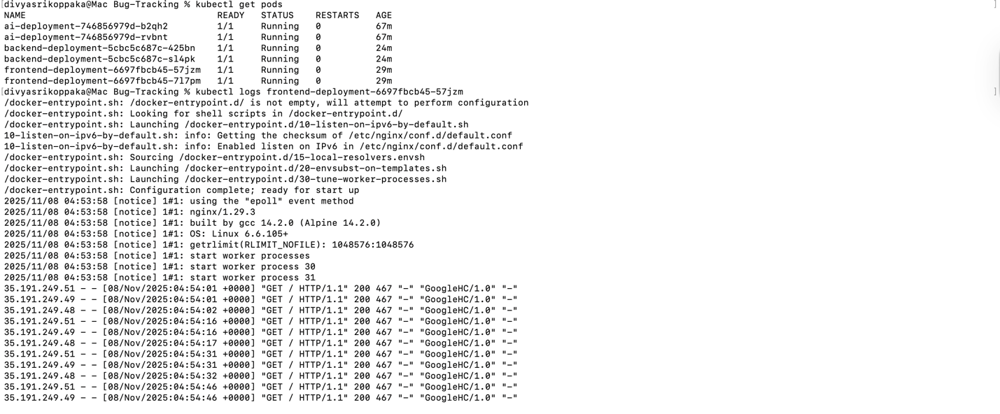 [divyasrikoppaka@Mac Bug-Tracking % kubectl get pods ]
NAME READY STATUS RESTARTS AGE
ai-deployment-746856979d-b2qh2 1/1 Running 0 67m
ai-deployment-746856979d-rvbnt 1/1 Running 0 67m
backend-deployment-5cbc5c687c-425bn 1/1 Running 0 24m
backend-deployment-5cbc5c687c-sl4pk 1/1 Running 0 24m
frontend-deployment-6697fbcb45-57jzm 1/1 Running 0 29m
frontend-deployment-6697fbcb45-7l7pm 1/1 Running 0 29m
[divyasrikoppaka@Mac Bug-Tracking % kubectl logs frontend-deployment-6697fbcb45-57jzm ]
/docker-entrypoint.sh: /docker-entrypoint.d/ is not empty, will attempt to perform configuration
/docker-entrypoint.sh: Looking for shell scripts in /docker-entrypoint.d/
/docker-entrypoint.sh: Launching /docker-entrypoint.d/10-listen-on-ipv6-by-default.sh
10-listen-on-ipv6-by-default.sh: info: Getting the checksum of /etc/nginx/conf.d/default.conf
10-listen-on-ipv6-by-default.sh: info: Enabled listen on IPv6 in /etc/nginx/conf.d/default.conf
/docker-entrypoint.sh: Sourcing /docker-entrypoint.d/15-local-resolvers.envsh
/docker-entrypoint.sh: Launching /docker-entrypoint.d/20-envsubst-on-templates.sh
/docker-entrypoint.sh: Launching /docker-entrypoint.d/30-tune-worker-processes.sh
/docker-entrypoint.sh: Configuration complete; ready for start up
2025/11/08 04:53:58 [notice] 1#1: using the "epoll" event method
2025/11/08 04:53:58 [notice] 1#1: nginx/1.29.3
2025/11/08 04:53:58 [notice] 1#1: built by gcc 14.2.0 (Alpine 14.2.0)
2025/11/08 04:53:58 [notice] 1#1: OS: Linux 6.6.105+
2025/11/08 04:53:58 [notice] 1#1: getrlimit(RLIMIT_NOFILE): 1048576:1048576
2025/11/08 04:53:58 [notice] 1#1: start worker processes
2025/11/08 04:53:58 [notice] 1#1: start worker process 30
2025/11/08 04:53:58 [notice] 1#1: start worker process 31
35.191.249.51 - - [08/Nov/2025:04:54:01 +0000] "GET / HTTP/1.1" 200 467 "-" "GoogleHC/1.0" "-"
35.191.249.49 - - [08/Nov/2025:04:54:01 +0000] "GET / HTTP/1.1" 200 467 "-" "GoogleHC/1.0" "-"
35.191.249.48 - - [08/Nov/2025:04:54:02 +0000] "GET / HTTP/1.1" 200 467 "-" "GoogleHC/1.0" "-"
35.191.249.51 - - [08/Nov/2025:04:54:16 +0000] "GET / HTTP/1.1" 200 467 "-" "GoogleHC/1.0" "-"
35.191.249.49 - - [08/Nov/2025:04:54:16 +0000] "GET / HTTP/1.1" 200 467 "-" "GoogleHC/1.0" "-"
35.191.249.48 - - [08/Nov/2025:04:54:17 +0000] "GET / HTTP/1.1" 200 467 "-" "GoogleHC/1.0" "-"
35.191.249.51 - - [08/Nov/2025:04:54:31 +0000] "GET / HTTP/1.1" 200 467 "-" "GoogleHC/1.0" "-"
35.191.249.49 - - [08/Nov/2025:04:54:31 +0000] "GET / HTTP/1.1" 200 467 "-" "GoogleHC/1.0" "-"
35.191.249.48 - - [08/Nov/2025:04:54:32 +0000] "GET / HTTP/1.1" 200 467 "-" "GoogleHC/1.0" "-"
35.191.249.51 - - [08/Nov/2025:04:54:46 +0000] "GET / HTTP/1.1" 200 467 "-" "GoogleHC/1.0" "-"
35.191.249.49 - - [08/Nov/2025:04:54:46 +0000] "GET / HTTP/1.1" 200 467 "-" "GoogleHC/1.0" "-"